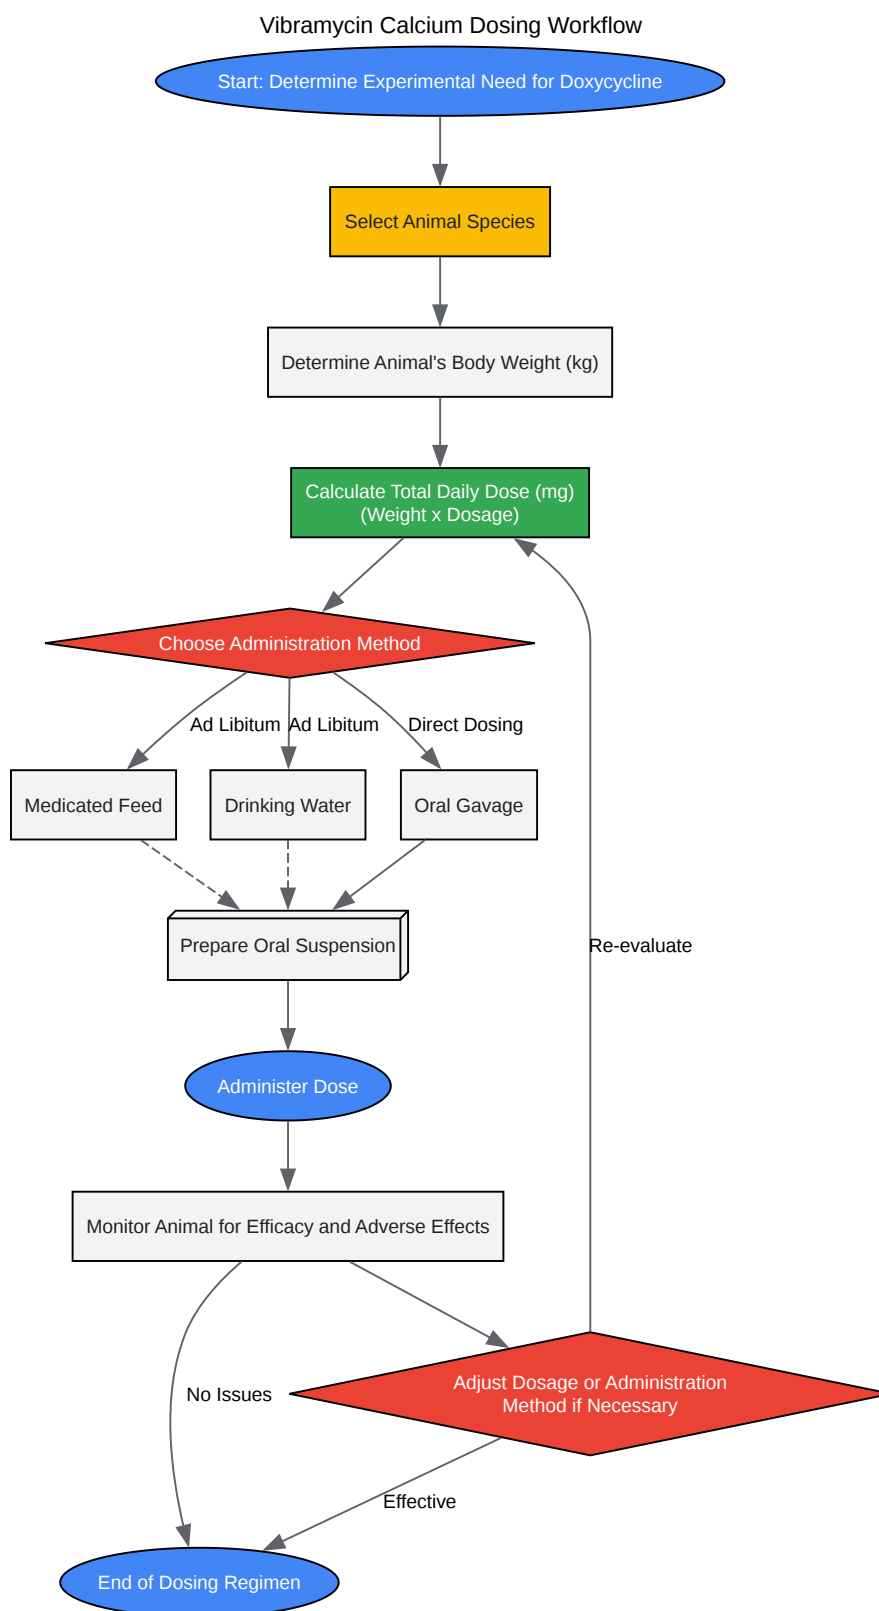 Vibramycin Calcium Dosing Workflow
Start: Determine Experimental Need for Doxycycline
Select Animal Species
Determine Animal's Body Weight (kg)
Calculate Total Daily Dose (mg)
(Weight x Dosage)
Choose Administration Method
Ad Libitum
Ad Libitum
Direct Dosing
Medicated Feed
Drinking Water
Oral Gavage
Prepare Oral Suspension
Re-evaluate
Administer Dose
Monitor Animal for Efficacy and Adverse Effects
Adjust Dosage or Administration
Method if Necessary
No Issues
Effective
End of Dosing Regimen